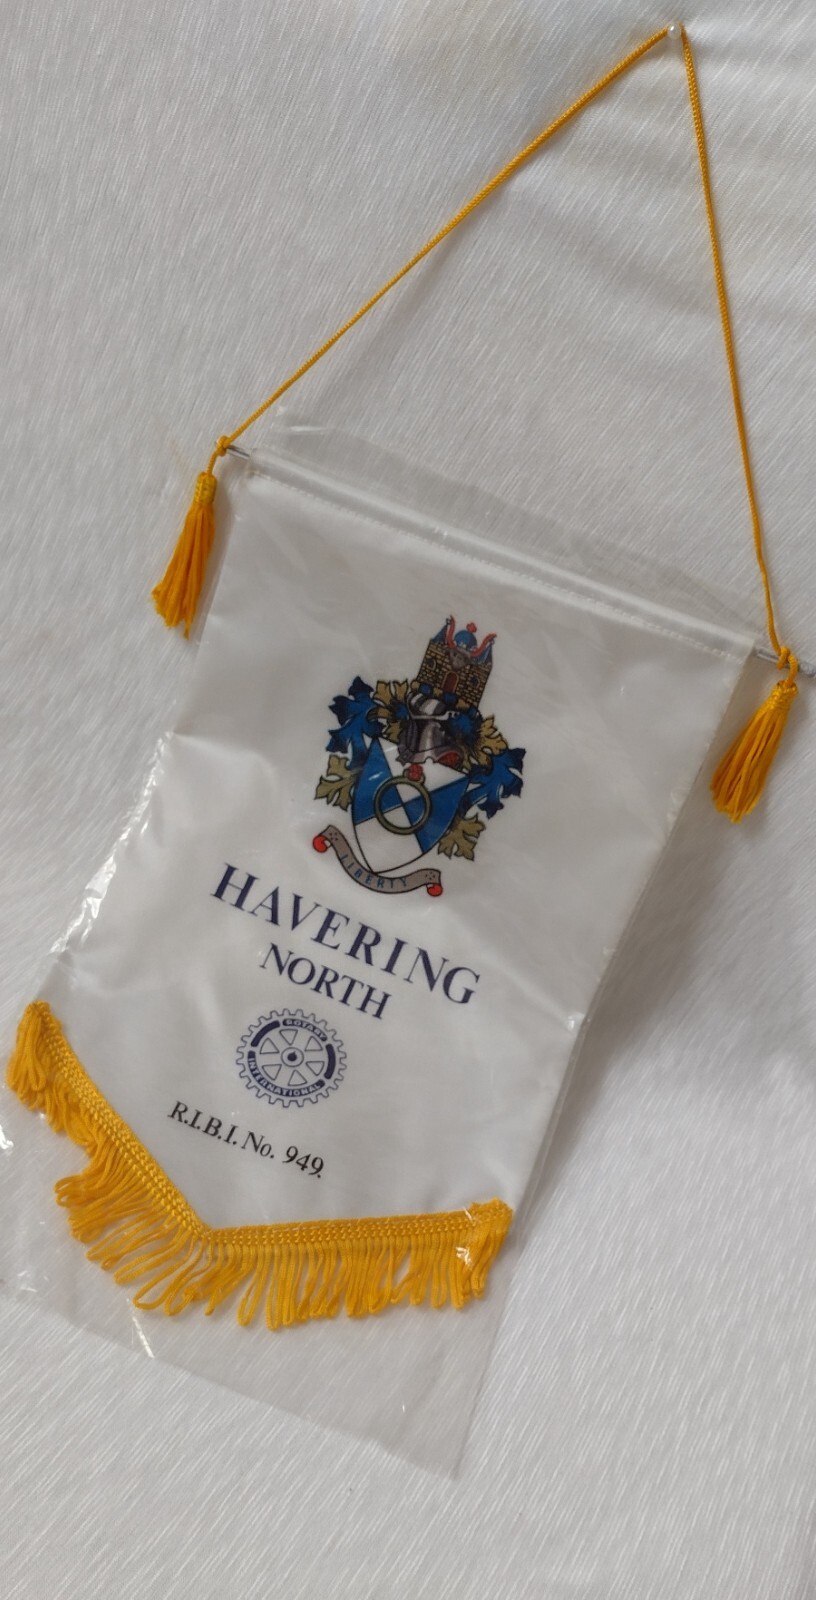 LIBERTY
HAVERING
NORTH
ROTARY
INTERNATIONAL
R.I.B.I. No. 949.